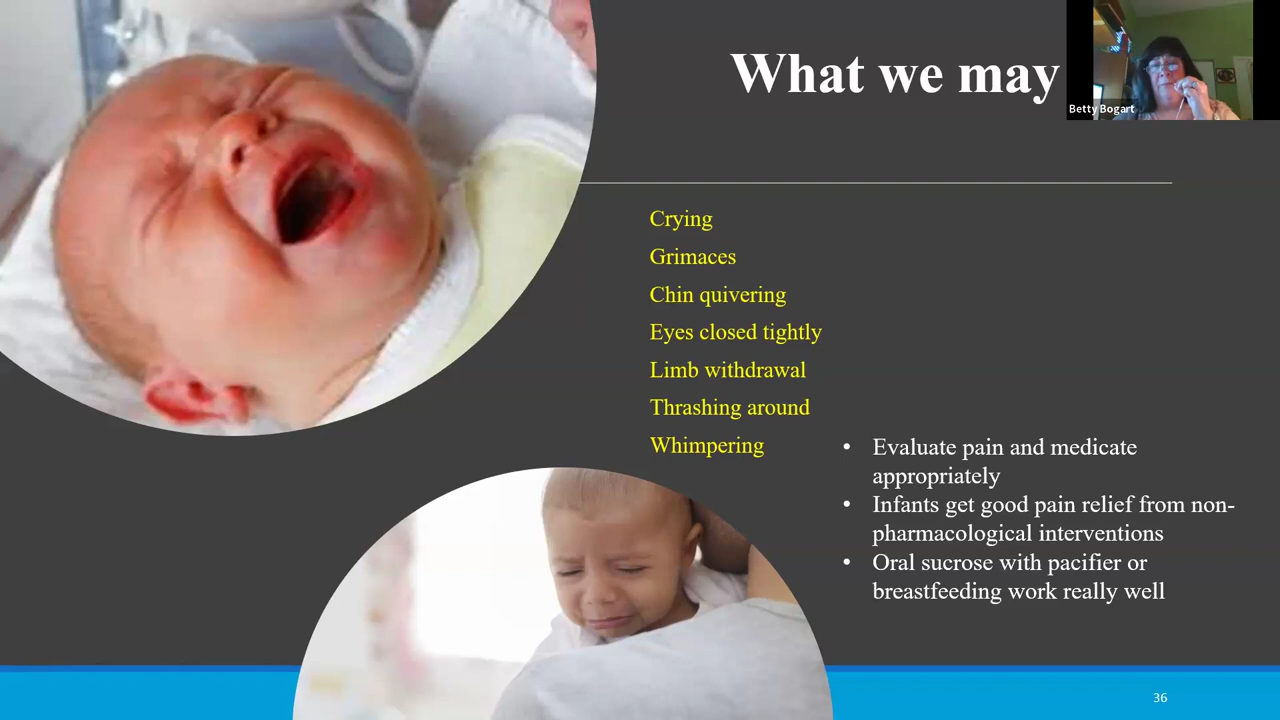 What we may
Betty Bogart
Crying
Grimaces
Chin quivering
Eyes closed tightly
Limb withdrawal
Thrashing around
Whimpering
• Evaluate pain and medicate
appropriately
• Infants get good pain relief from non-
pharmacological interventions
• Oral sucrose with pacifier or
breastfeeding work really well
36